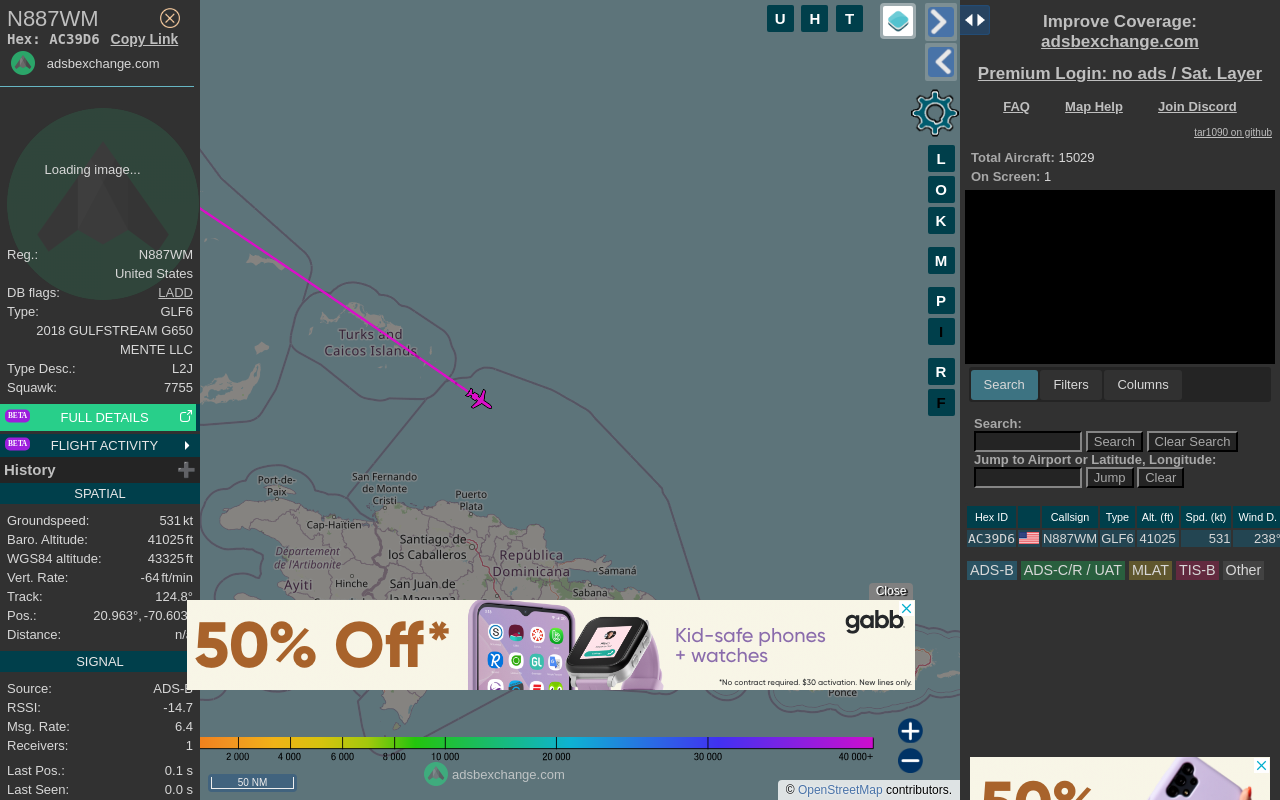 N887WM
Hex: AC39D6 Copy Link
adsbexchange.com
Loading image...
Reg.: N887WM
United States
DB flags: LADD
Type: GLF6
2018 GULFSTREAM G650
MENTE LLC
Type Desc.: L2J
Squawk: 7755
BETA FULL DETAILS
BETA FLIGHT ACTIVITY
History
SPATIAL
Groundspeed: 531 kt
Baro. Altitude: 41025 ft
WGS84 altitude: 43325 ft
Vert. Rate: -64 ft/min
Track: 124.8°
Pos.: 20.963°, -70.603
Distance: n/
SIGNAL
Source: ADS-B
RSSI: -14.7
Msg. Rate: 6.4
Receivers: 1
Last Pos.: 0.1 s
Last Seen: 0.0 s
U H T
L
O
K
M
P
I
R
F
Turks and
Caicos Islands
Port-de-
Paix
San Fernando
de Monte
Cristi
Puerto
Plata
Cap-Haïtien
Santiago de
los Caballeros
Département
de l'Artibonite
República
Dominicana
Ayiti
Hinche
San Juan de
la Maguana
Samaná
Sabana
Ponce
Close
50% Off*
Kid-safe phones
+ watches
gabb
*No contract required. $30 activation. New lines only.
2 000 4 000 6 000 8 000 10 000 20 000 30 000 40 000+
50 NM
adsbexchange.com
© OpenStreetMap contributors.
Improve Coverage:
adsbexchange.com
Premium Login: no ads / Sat. Layer
FAQ Map Help Join Discord
tar1090 on github
Total Aircraft: 15029
On Screen: 1
Search Filters Columns
Search:
Search Clear Search
Jump to Airport or Latitude, Longitude:
Jump Clear
Hex ID Callsign Type Alt. (ft) Spd. (kt) Wind D.
AC39D6 N887WM GLF6 41025 531 238°
ADS-B ADS-C/R / UAT MLAT TIS-B Other
50%